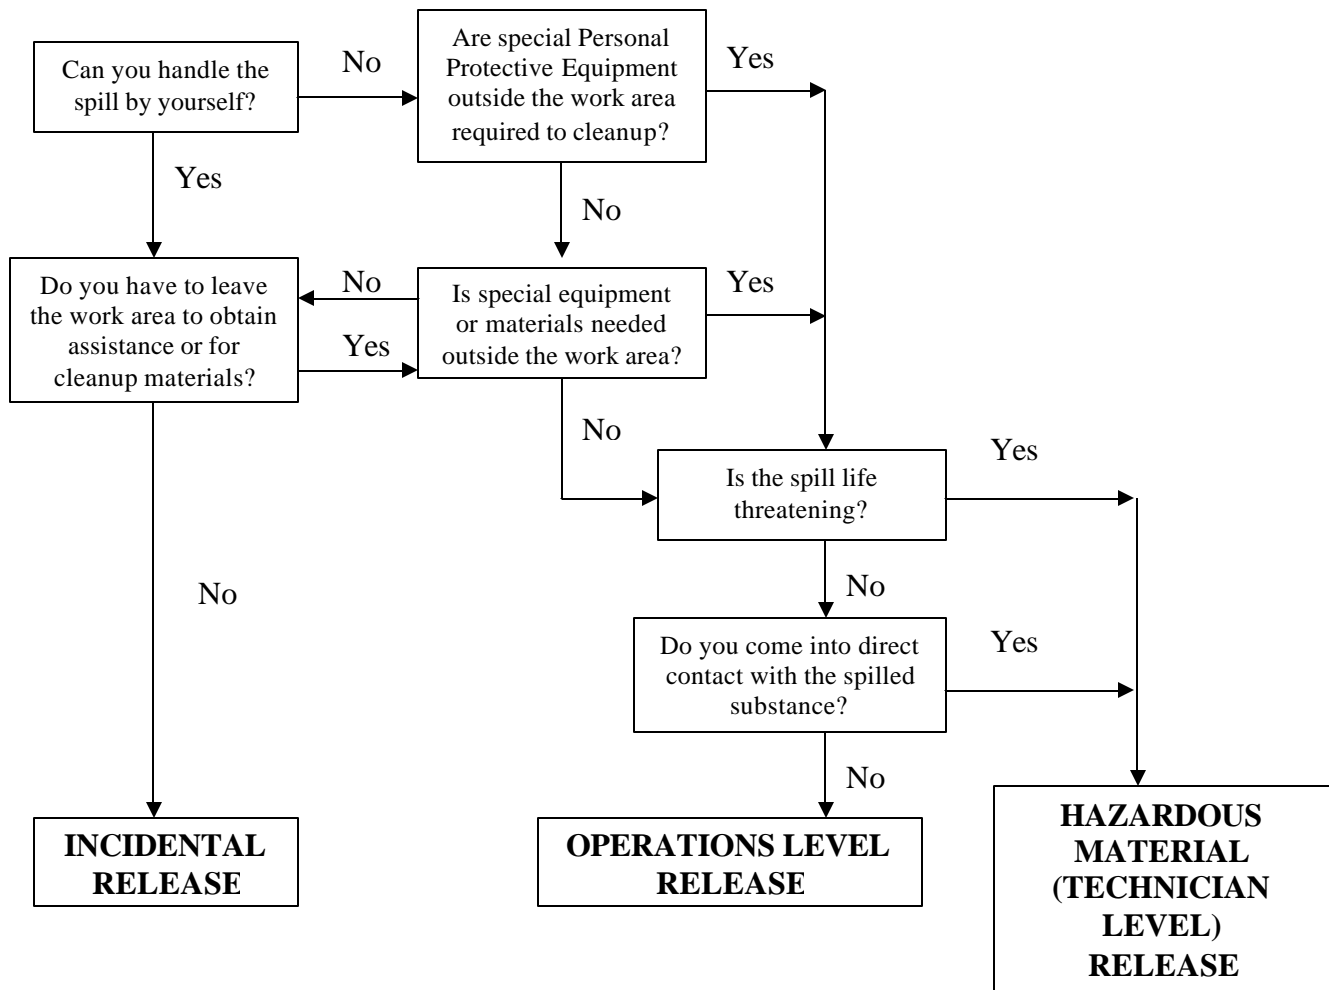 Can you handle the
spill by yourself?
No
Are special Personal
Protective Equipment
outside the work area
required to cleanup?
Yes
Yes
No
Do you have to leave
the work area to obtain
assistance or for
cleanup materials?
No
Yes
Is special equipment
or materials needed
outside the work area?
Yes
No
Is the spill life
threatening?
Yes
No
No
Do you come into direct
contact with the spilled
substance?
Yes
No
INCIDENTAL
RELEASE
OPERATIONS LEVEL
RELEASE
HAZARDOUS
MATERIAL
(TECHNICIAN
LEVEL)
RELEASE